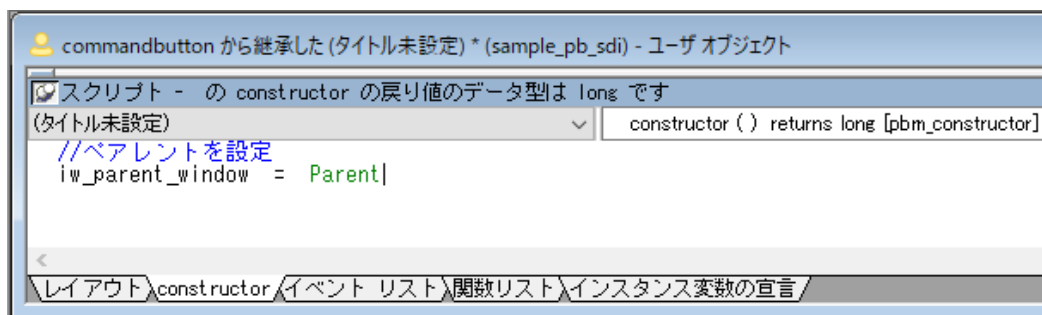 commandbutton から継承した (タイトル未設定) * (sample_pb_sdi) - ユーザ オブジェクト
スクリプト - の constructor の戻り値のデータ型は long です
(タイトル未設定) constructor ( ) returns long [pbm_constructor]
//ペアレントを設定
iw_parent_window = Parent
レイアウト constructor イベント リスト 関数リスト インスタンス変数の宣言